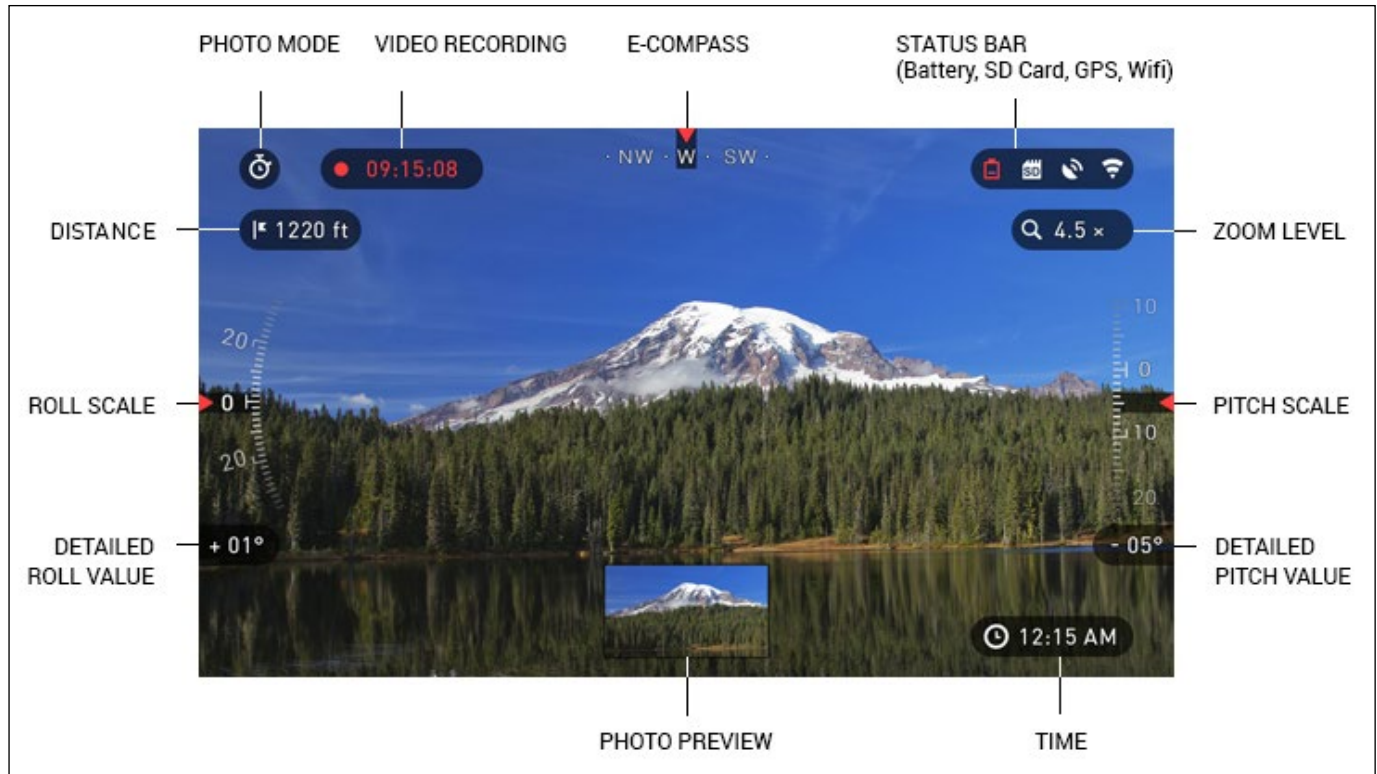 PHOTO MODE
VIDEO RECORDING
E-COMPASS
STATUS BAR
(Battery, SD Card, GPS, Wifi)
09:15:08
· NW · W · SW ·
SD
DISTANCE
1220 ft
4.5 ×
ZOOM LEVEL
20
10
0
ROLL SCALE
0
PITCH SCALE
20
10
20
DETAILED
ROLL VALUE
+ 01°
- 05°
DETAILED
PITCH VALUE
12:15 AM
PHOTO PREVIEW
TIME